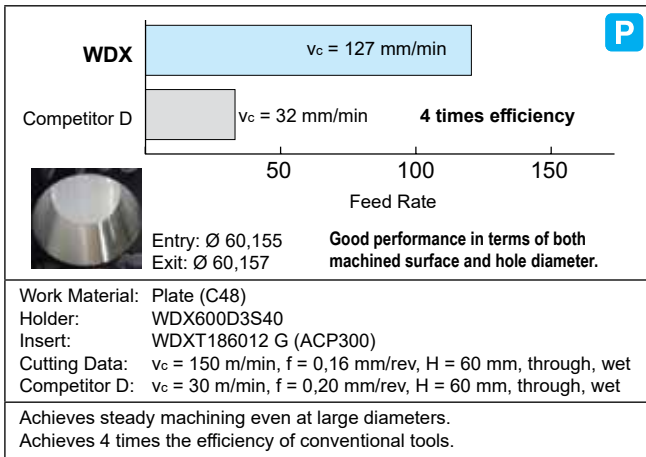 P
WDX
vc = 127 mm/min
Competitor D
vc = 32 mm/min
4 times efficiency
50 100 150
Feed Rate
Entry: Ø 60,155
Exit: Ø 60,157
Good performance in terms of both
machined surface and hole diameter.
Work Material: Plate (C48)
Holder: WDX600D3S40
Insert: WDXT186012 G (ACP300)
Cutting Data: vc = 150 m/min, f = 0,16 mm/rev, H = 60 mm, through, wet
Competitor D: vc = 30 m/min, f = 0,20 mm/rev, H = 60 mm, through, wet
Achieves steady machining even at large diameters.
Achieves 4 times the efficiency of conventional tools.